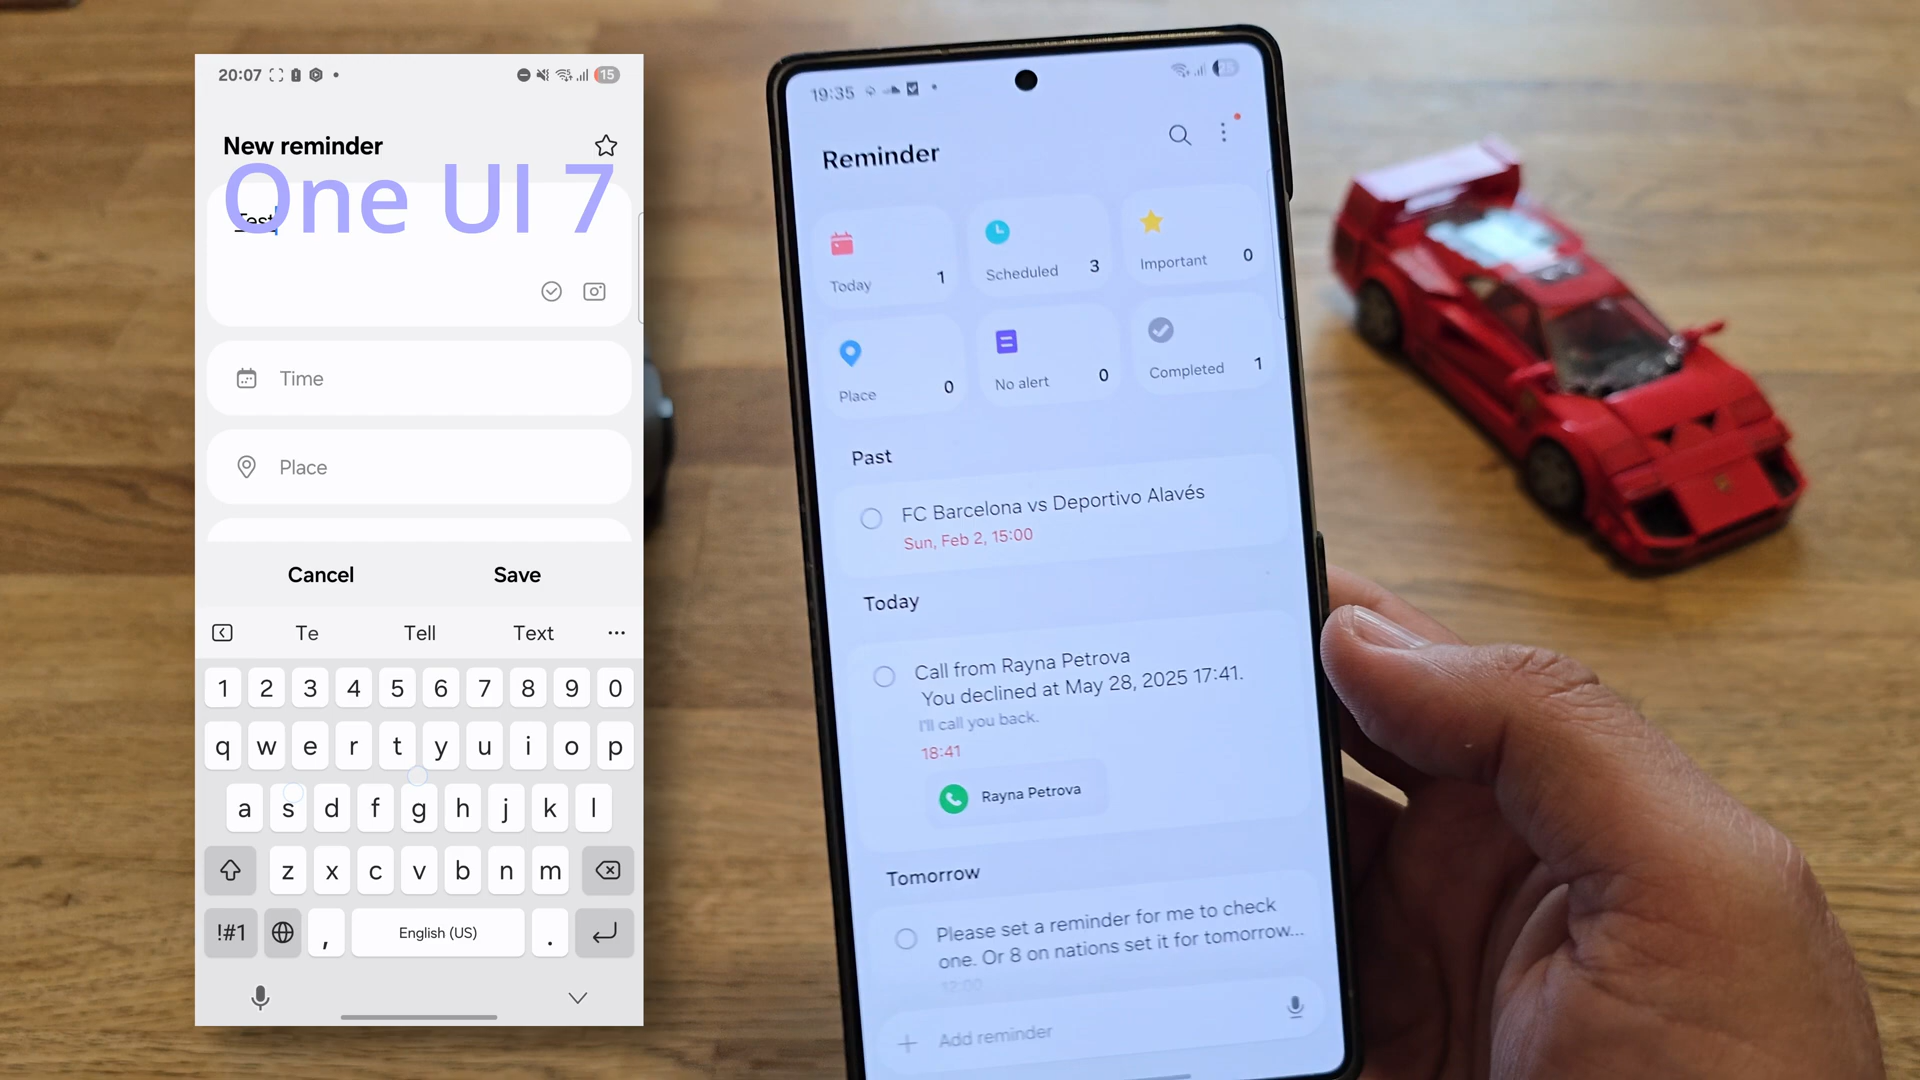 20:07
15
New reminder
One UI 7
Test
Time
Place
Cancel
Save
Te
Tell
Text
1 2 3 4 5 6 7 8 9 0
q w e r t y u i o p
a s d f g h j k l
z x c v b n m
!#1
,
English (US)
.
19:35
Reminder
Today 1
Scheduled 3
Important 0
Place 0
No alert 0
Completed 1
Past
FC Barcelona vs Deportivo Alavés
Sun, Feb 2, 15:00
Today
Call from Rayna Petrova
You declined at May 28, 2025 17:41.
I'll call you back.
18:41
Rayna Petrova
Tomorrow
Please set a reminder for me to check
one. Or 8 on nations set it for tomorrow...
12:00
Add reminder